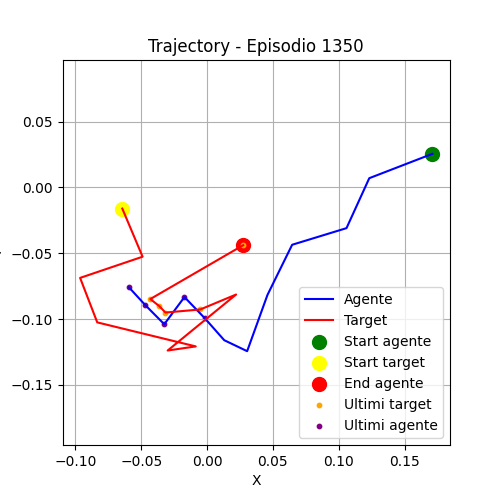 Trajectory - Episodio 1350
0.05
0.00
−0.05
−0.10
−0.15
−0.10
−0.05
0.00
0.05
0.10
0.15
X
Agente
Target
Start agente
Start target
End agente
Ultimi target
Ultimi agente